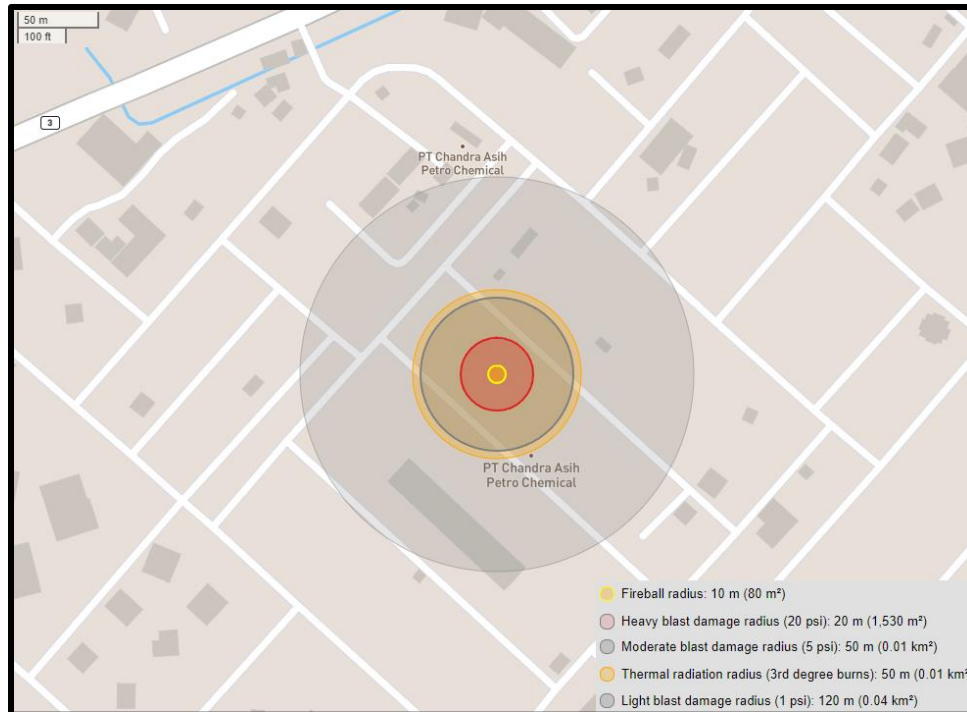 50 m
100 ft
3
PT Chandra Asih
Petro Chemical
PT Chandra Asih
Petro Chemical
Fireball radius: 10 m (80 m²)
Heavy blast damage radius (20 psi): 20 m (1,530 m²)
Moderate blast damage radius (5 psi): 50 m (0.01 km²)
Thermal radiation radius (3rd degree burns): 50 m (0.01 km²
Light blast damage radius (1 psi): 120 m (0.04 km²)